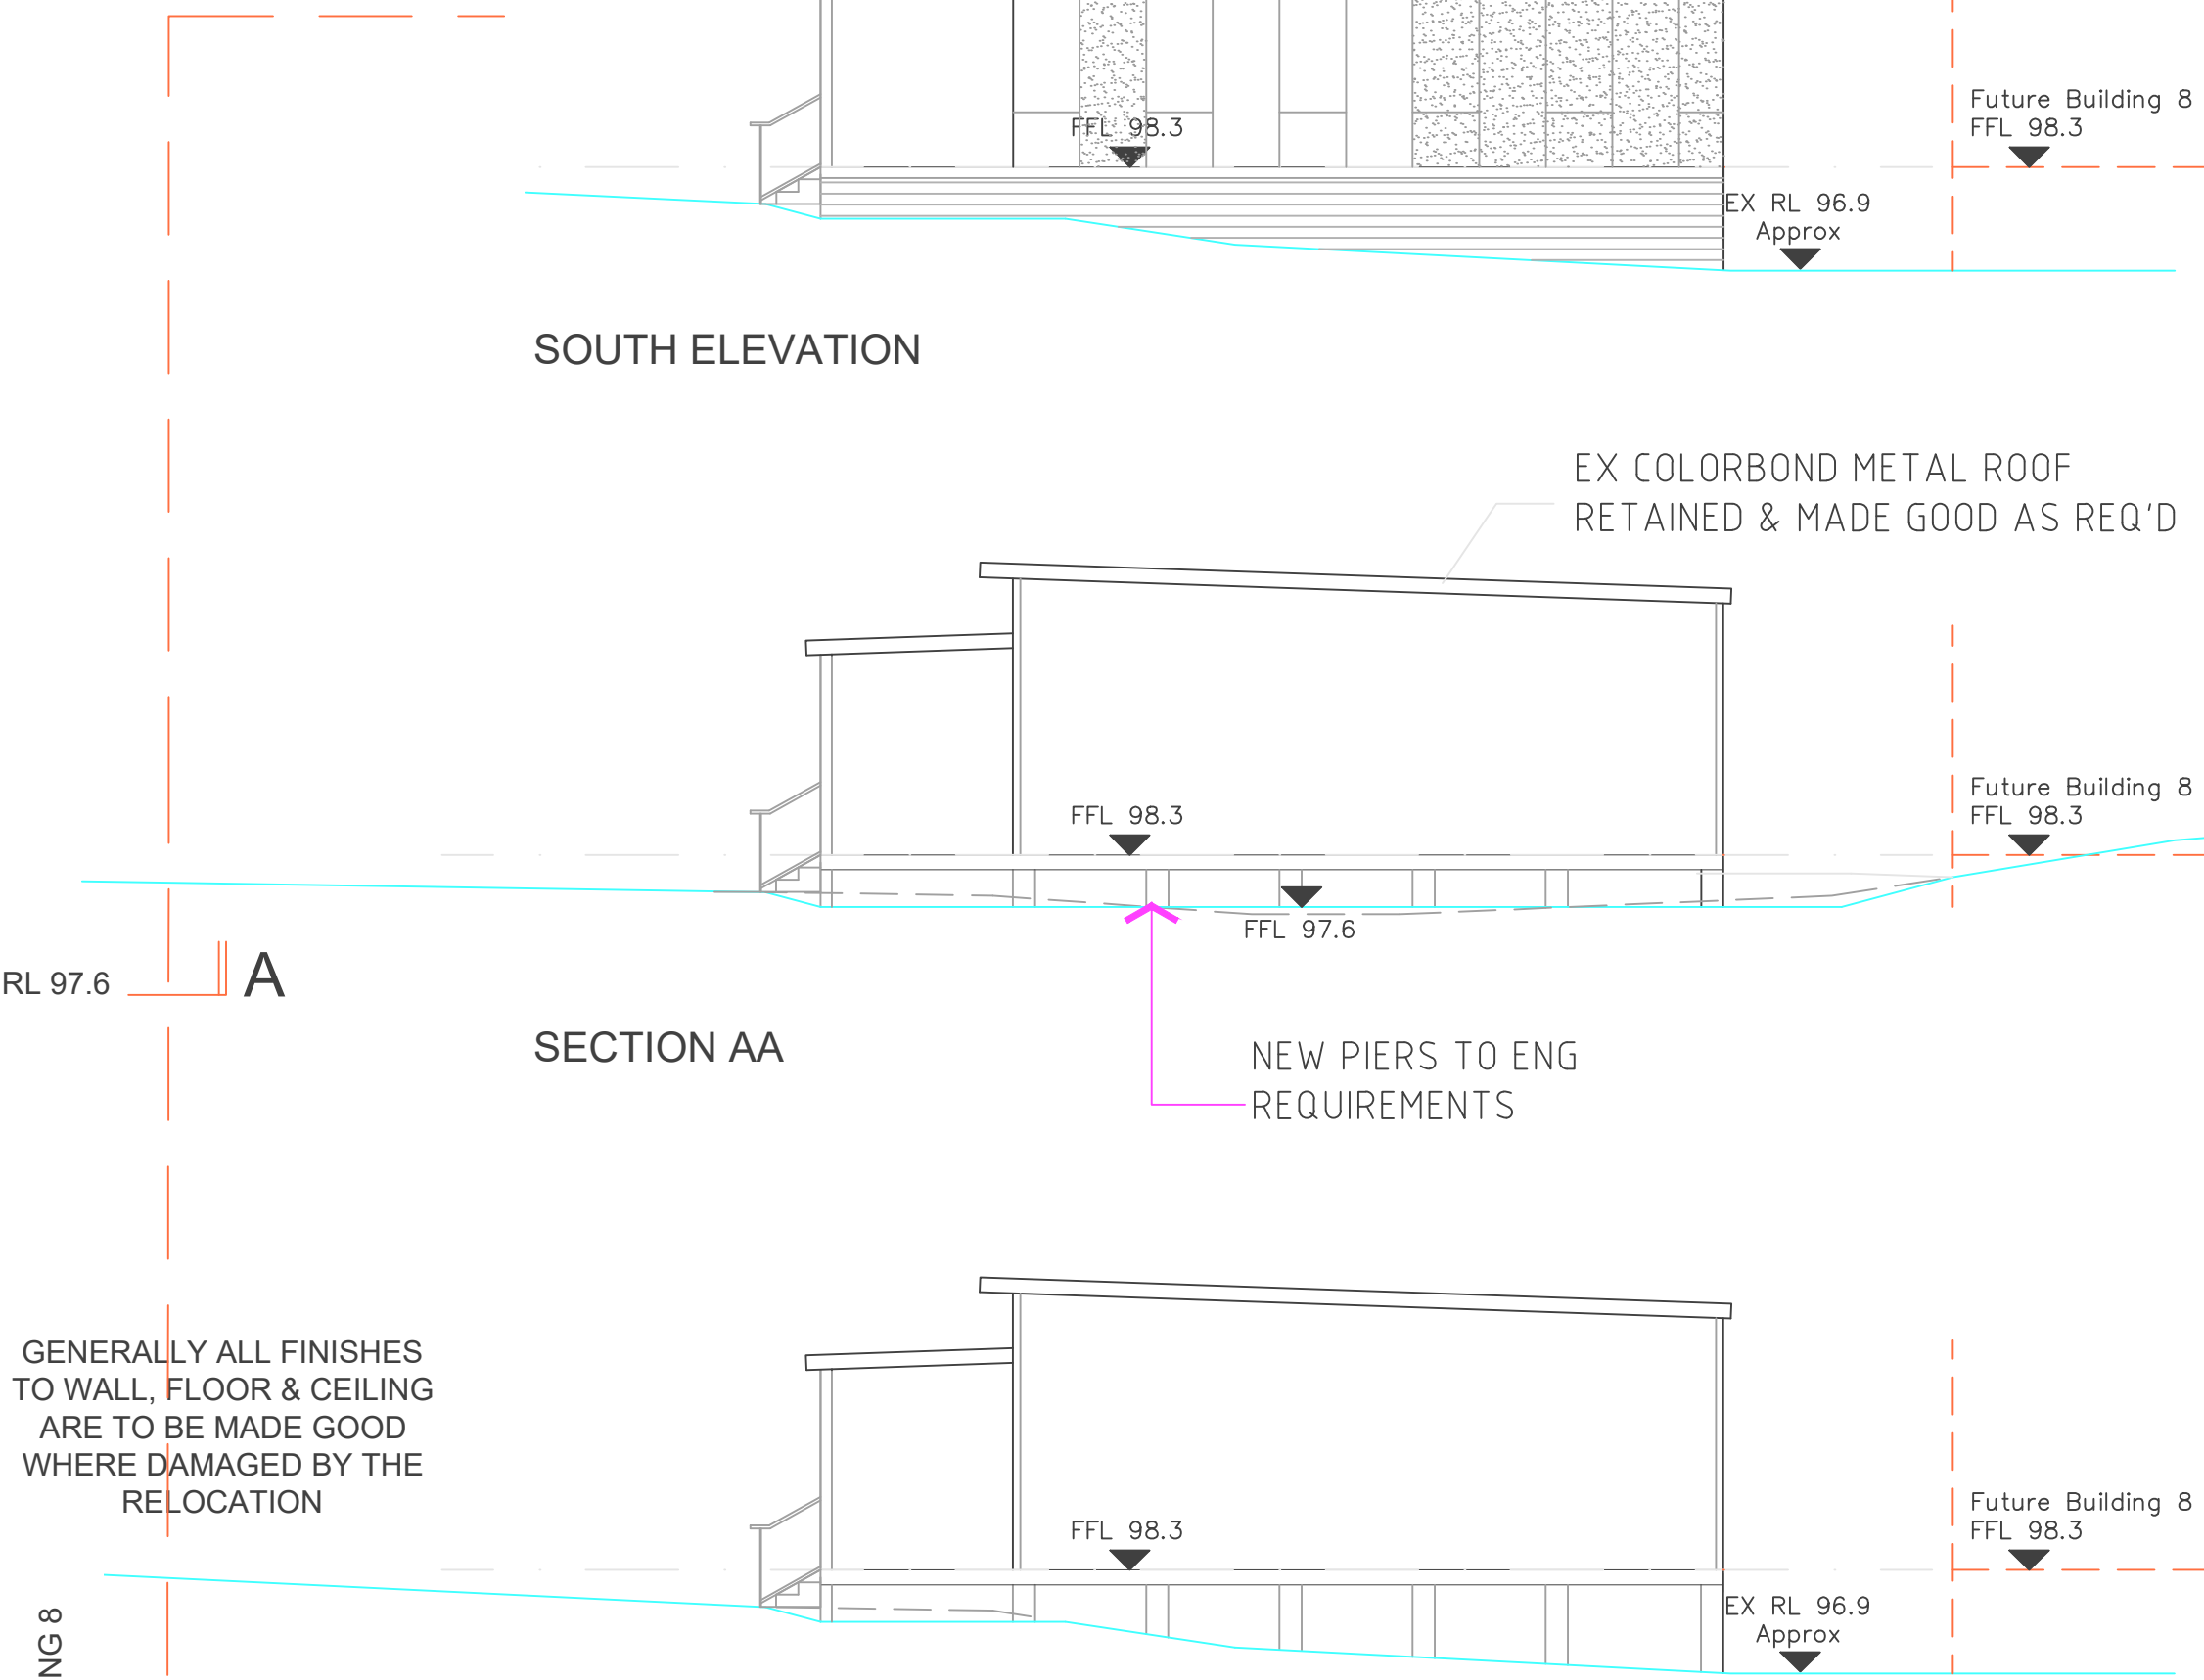 Future Building 8
FFL 98.3
FFL 98.3
EX RL 96.9
Approx
SOUTH ELEVATION
EX COLORBOND METAL ROOF
RETAINED & MADE GOOD AS REQ'D
Future Building 8
FFL 98.3
FFL 98.3
FFL 97.6
RL 97.6
A
SECTION AA
NEW PIERS TO ENG
REQUIREMENTS
GENERALLY ALL FINISHES
TO WALL, FLOOR & CEILING
ARE TO BE MADE GOOD
WHERE DAMAGED BY THE
RELOCATION
Future Building 8
FFL 98.3
FFL 98.3
EX RL 96.9
Approx
NG 8